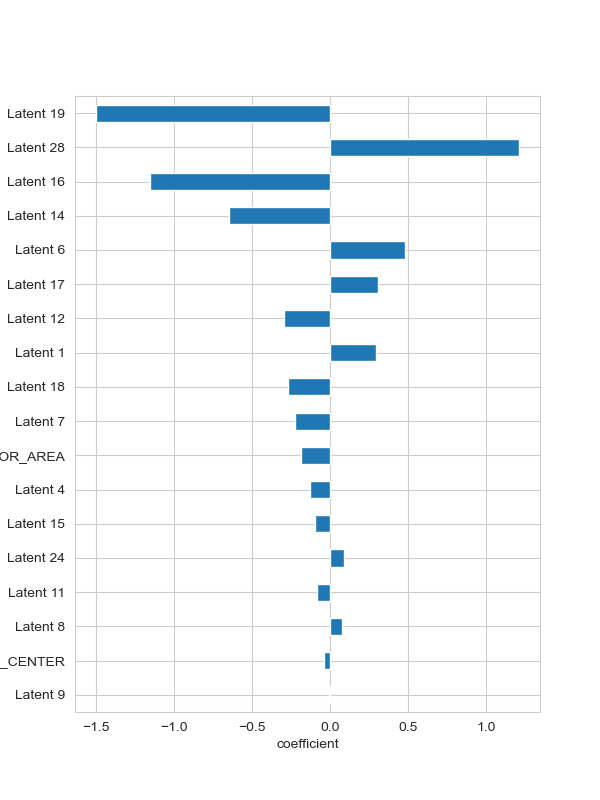 Latent 19
Latent 28
Latent 16
Latent 14
Latent 6
Latent 17
Latent 12
Latent 1
Latent 18
Latent 7
OR_AREA
Latent 4
Latent 15
Latent 24
Latent 11
Latent 8
_CENTER
Latent 9
−1.5 −1.0 −0.5 0.0 0.5 1.0
coefficient